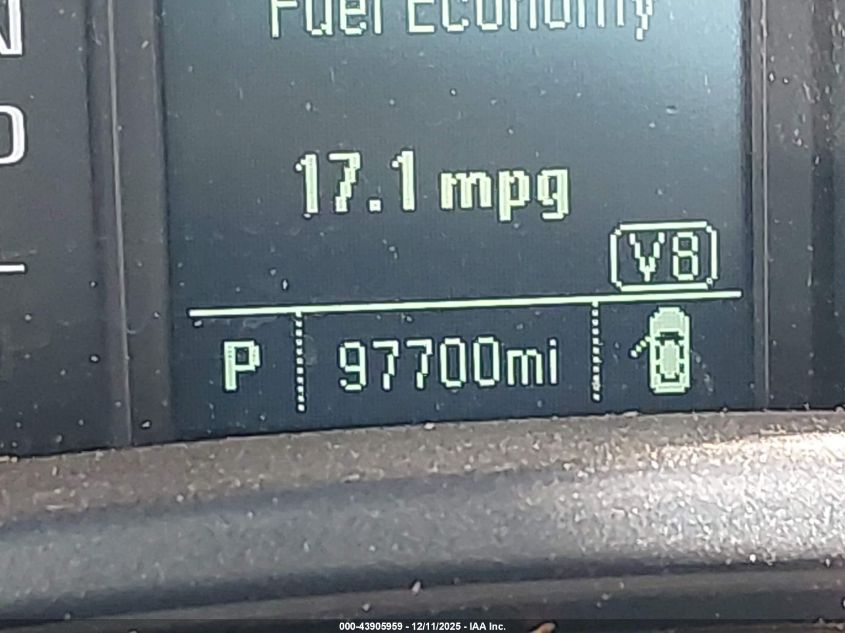 Fuel Economy
17.1 mpg
V8
P 97700mi
000-43905959 - 12/11/2025 - IAA Inc.